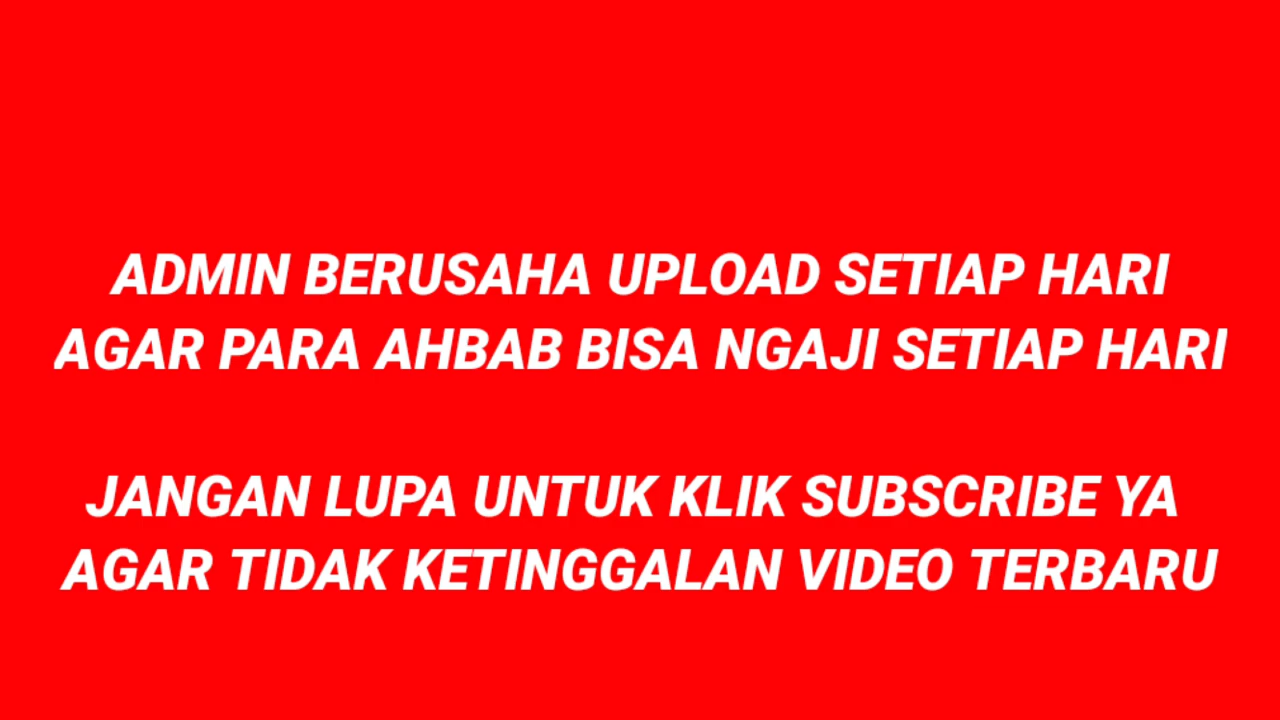 ADMIN BERUSAHA UPLOAD SETIAP HARI
AGAR PARA AHBAB BISA NGAJI SETIAP HARI
JANGAN LUPA UNTUK KLIK SUBSCRIBE YA
AGAR TIDAK KETINGGALAN VIDEO TERBARU